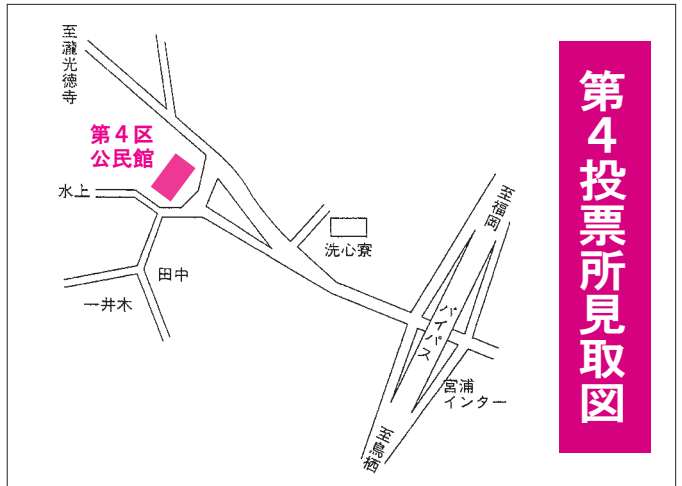 第4投票所見取図
至瀧光徳寺
第4区
公民館
水上
田中
一井木
洗心寮
至福岡
バイパス
宮浦
インター
至鳥栖